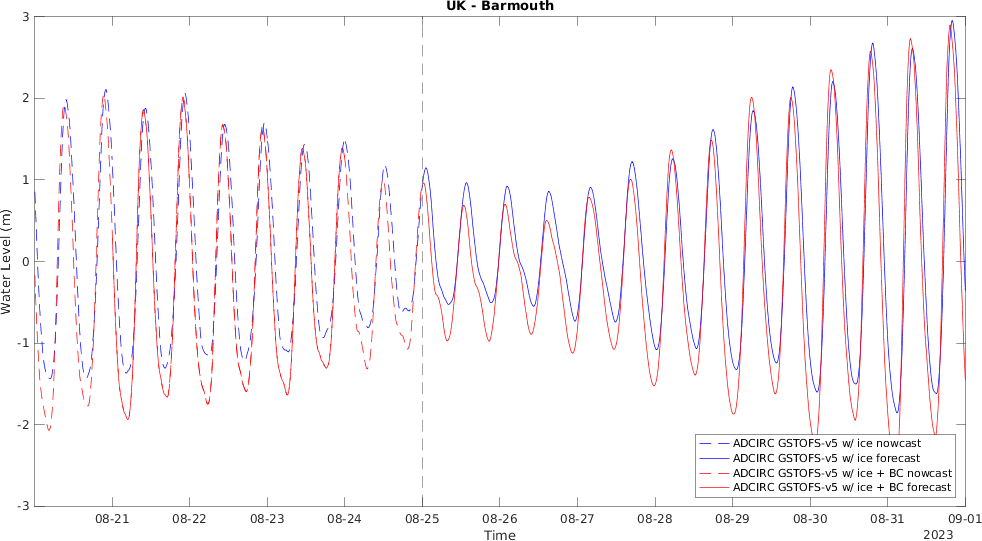 UK - Barmouth
3
2
1
0
-1
-2
-3
Water Level (m)
ADCIRC GSTOFS-v5 w/ ice nowcast
ADCIRC GSTOFS-v5 w/ ice forecast
ADCIRC GSTOFS-v5 w/ ice + BC nowcast
ADCIRC GSTOFS-v5 w/ ice + BC forecast
08-21 08-22 08-23 08-24 08-25 08-26 08-27 08-28 08-29 08-30 08-31 09-01
Time
2023